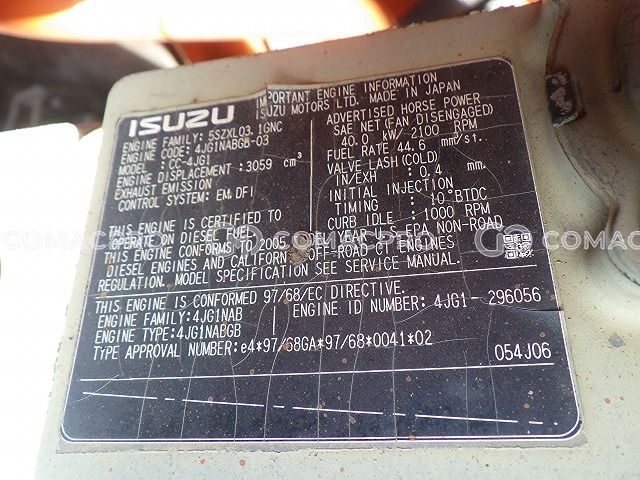 ISUZU
IMPORTANT ENGINE INFORMATION
ISUZU MOTORS LTD. MADE IN JAPAN
ENGINE FAMILY: 5SZXL03.1GNC
ENGINE CODE: 4JG1NABGB-03
MODEL : CC-4JG1
ENGINE DISPLACEMENT :3059 cm³
EXHAUST EMISSION
CONTROL SYSTEM: EM,DFI
ADVERTISED HORSE POWER
SAE NET(FAN DISENGAGED)
40.0 kW/ 2100 RPM
FUEL RATE 44.6 mm³/st.
VALVE LASH (COLD)
IN/EXH : 0.4 mm
INITIAL INJECTION
TIMING : 10°BTDC
CURB IDLE : 1000 RPM
THIS ENGINE IS CERTIFIED TO
OPERATE ON DIESEL FUEL.
THIS ENGINE CONFORMS TO 2005 YEAR U.S. EPA NON-ROAD
DIESEL ENGINES AND CALIFORNIA OFF-ROAD CI ENGINES
REGULATION. MODEL SPECIFICATION SEE SERVICE MANUAL.
THIS ENGINE IS CONFORMED 97/68/EC DIRECTIVE.
ENGINE FAMILY:4JG1NAB
ENGINE ID NUMBER: 4JG1- 296056
ENGINE TYPE:4JG1NABGB
TYPE APPROVAL NUMBER:e4*97/68GA*97/68*0041*02
054J06
COMACPRO
COMACPRO
COMACPRO